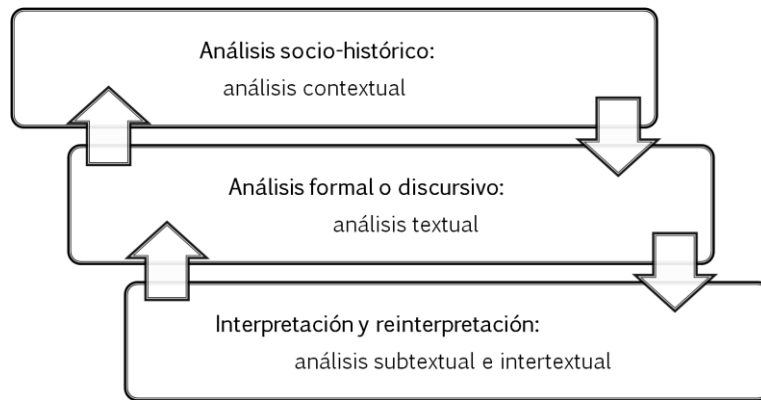 Análisis socio-histórico:
análisis contextual
Análisis formal o discursivo:
análisis textual
Interpretación y reinterpretación:
análisis subtextual e intertextual